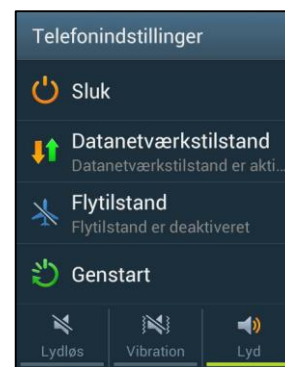 Telefonindstillinger
Sluk
Datanetværkstilstand
Datanetværkstilstand er akti...
Flytilstand
Flytilstand er deaktiveret
Genstart
Lydløs Vibration Lyd